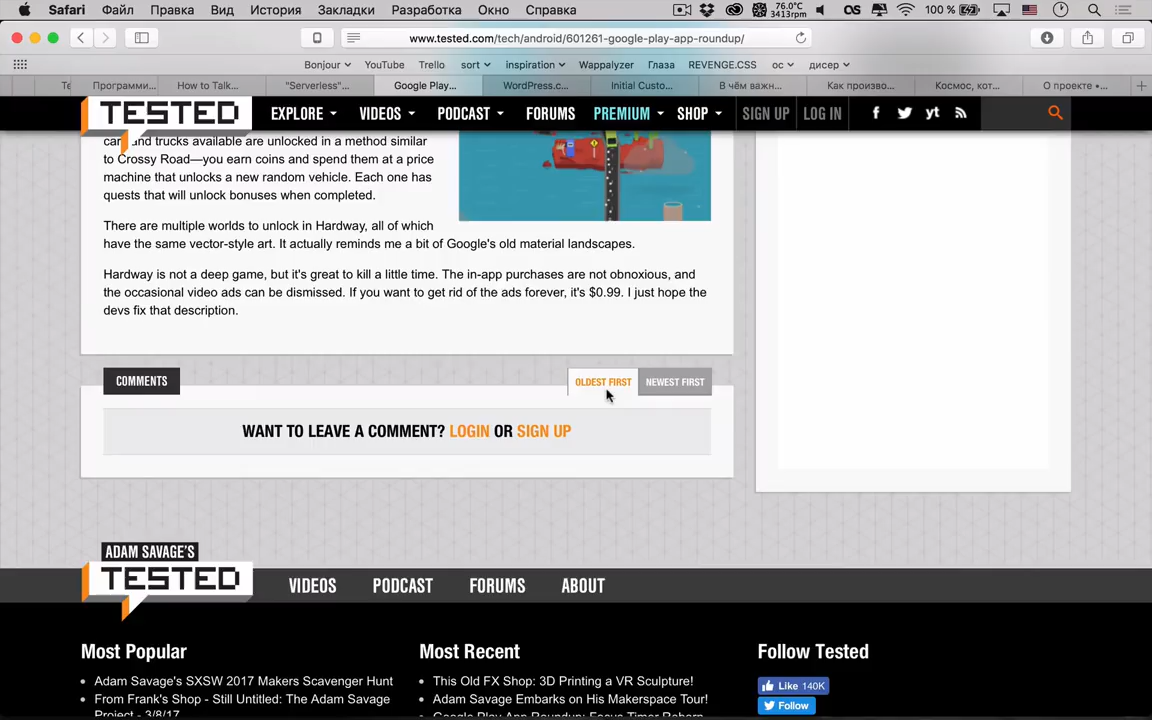 Safari Файл Правка Вид История Закладки Разработка Окно Справка 76.0°C 3413rpm 100 %
www.tested.com/tech/android/601261-google-play-app-roundup/
Bonjour YouTube Trello sort inspiration Wappalyzer Глаза REVENGE.CSS ос дисер
Те Программи... How to Talk... "Serverless"... Google Play... WordPress.c... Initial Custo... В чём важн... Как произво... Космос, кот... О проекте •...
TESTED EXPLORE VIDEOS PODCAST FORUMS PREMIUM SHOP SIGN UP LOG IN
and trucks available are unlocked in a method similar
to Crossy Road—you earn coins and spend them at a price
machine that unlocks a new random vehicle. Each one has
quests that will unlock bonuses when completed.
There are multiple worlds to unlock in Hardway, all of which
have the same vector-style art. It actually reminds me a bit of Google's old material landscapes.
Hardway is not a deep game, but it's great to kill a little time. The in-app purchases are not obnoxious, and
the occasional video ads can be dismissed. If you want to get rid of the ads forever, it's $0.99. I just hope the
devs fix that description.
COMMENTS OLDEST FIRST NEWEST FIRST
WANT TO LEAVE A COMMENT? LOGIN OR SIGN UP
ADAM SAVAGE'S
TESTED VIDEOS PODCAST FORUMS ABOUT
Most Popular Most Recent Follow Tested
Adam Savage's SXSW 2017 Makers Scavenger Hunt This Old FX Shop: 3D Printing a VR Sculpture! Like 140K
From Frank's Shop - Still Untitled: The Adam Savage Adam Savage Embarks on His Makerspace Tour! Follow
Project - 3/8/17 Google Play App Roundup: Focus Timer Reborn